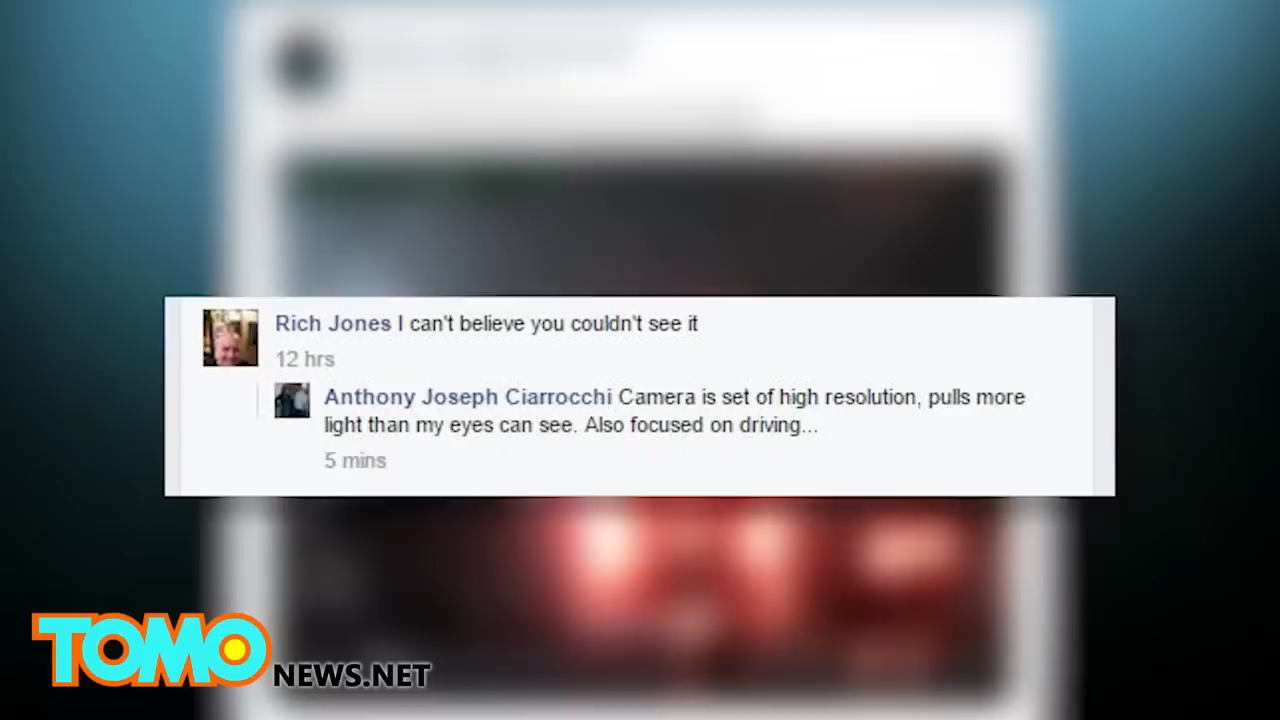 Rich Jones I can't believe you couldn't see it
12 hrs
Anthony Joseph Ciarrocchi Camera is set of high resolution, pulls more
light than my eyes can see. Also focused on driving...
5 mins
TOMO NEWS.NET